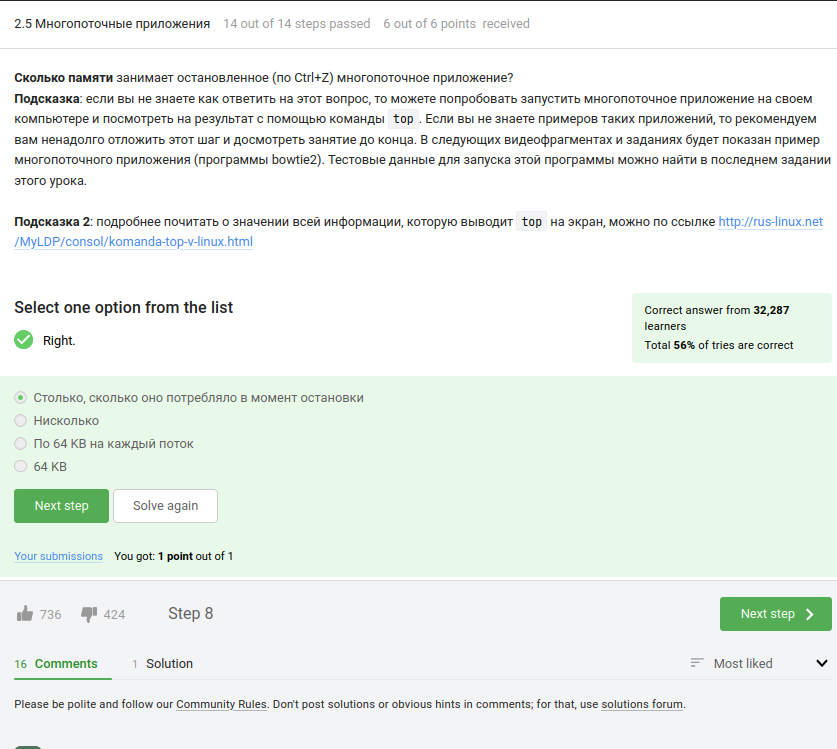 2.5 Многопоточные приложения 14 out of 14 steps passed 6 out of 6 points received
Сколько памяти занимает остановленное (по Ctrl+Z) многопоточное приложение?
Подсказка: если вы не знаете как ответить на этот вопрос, то можете попробовать запустить многопоточное приложение на своем
компьютере и посмотреть на результат с помощью команды top. Если вы не знаете примеров таких приложений, то рекомендуем
вам ненадолго отложить этот шаг и досмотреть занятие до конца. В следующих видеофрагментах и заданиях будет показан пример
многопоточного приложения (программы bowtie2). Тестовые данные для запуска этой программы можно найти в последнем задании
этого урока.
Подсказка 2: подробнее почитать о значении всей информации, которую выводит top на экран, можно по ссылке http://rus-linux.net
/MyLDP/consol/komanda-top-v-linux.html
Select one option from the list
Right.
Correct answer from 32,287
learners
Total 56% of tries are correct
Столько, сколько оно потребляло в момент остановки
Нисколько
По 64 KB на каждый поток
64 KB
Next step Solve again
Your submissions You got: 1 point out of 1
736 424 Step 8 Next step
16 Comments 1 Solution Most liked
Please be polite and follow our Community Rules. Don't post solutions or obvious hints in comments; for that, use solutions forum.